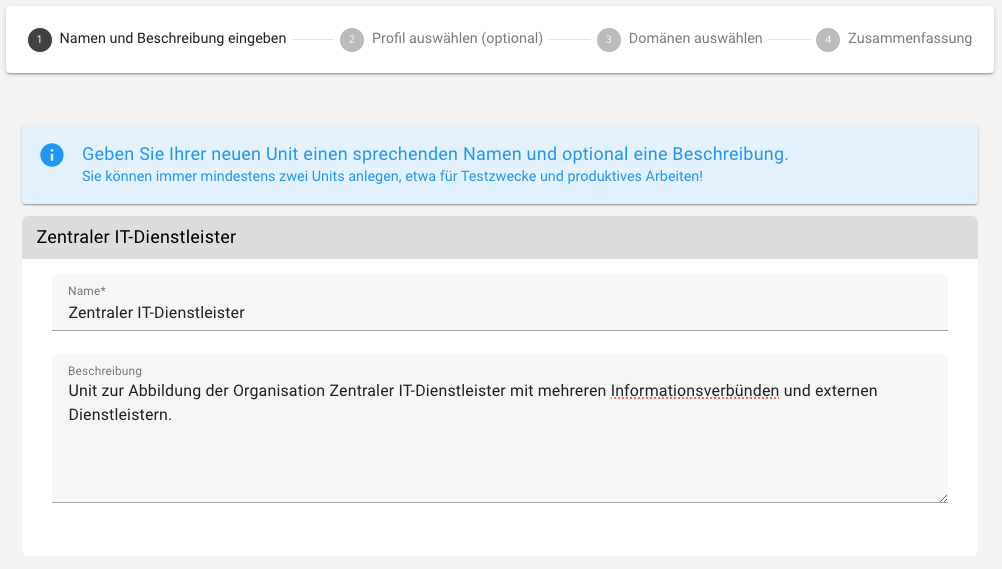 1 Namen und Beschreibung eingeben 2 Profil auswählen (optional) 3 Domänen auswählen 4 Zusammenfassung
Geben Sie Ihrer neuen Unit einen sprechenden Namen und optional eine Beschreibung.
Sie können immer mindestens zwei Units anlegen, etwa für Testzwecke und produktives Arbeiten!
Zentraler IT-Dienstleister
Name*
Zentraler IT-Dienstleister
Beschreibung
Unit zur Abbildung der Organisation Zentraler IT-Dienstleister mit mehreren Informationsverbünden und externen
Dienstleistern.